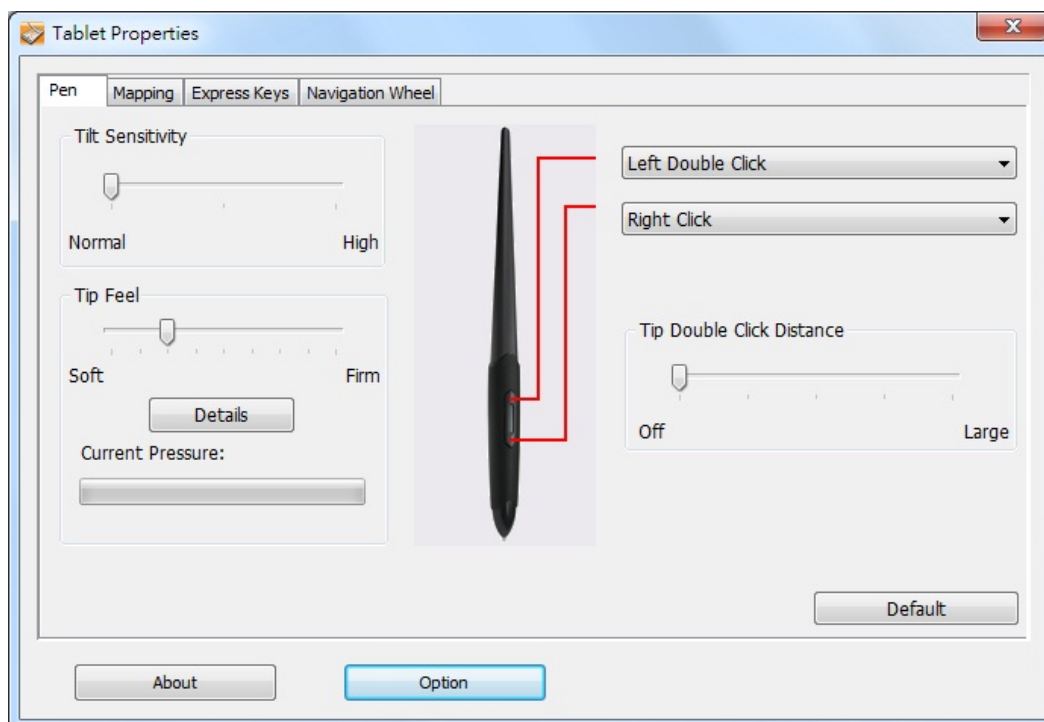 Tablet Properties
Pen
Mapping
Express Keys
Navigation Wheel
Tilt Sensitivity
Normal
High
Tip Feel
Soft
Firm
Details
Current Pressure:
Left Double Click
Right Click
Tip Double Click Distance
Off
Large
Default
About
Option